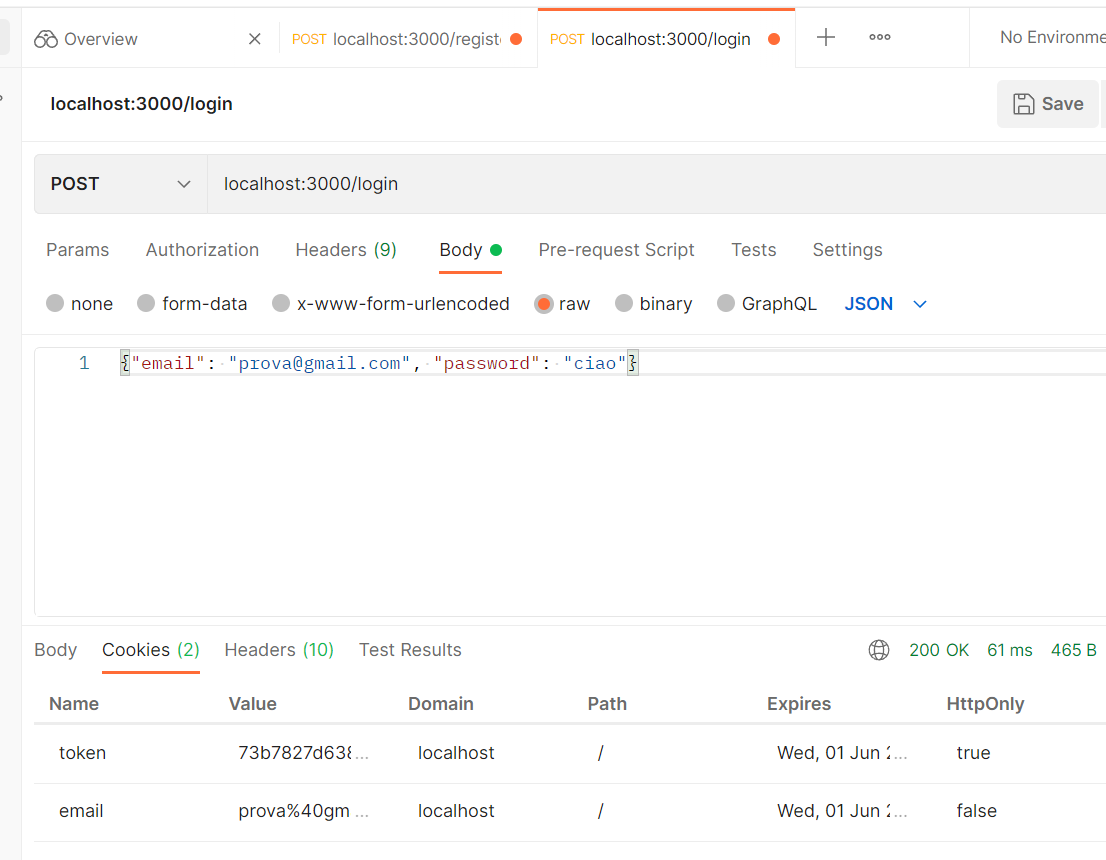 Overview
POST localhost:3000/regist
POST localhost:3000/login
No Environme
localhost:3000/login
Save
POST localhost:3000/login
Params Authorization Headers (9) Body Pre-request Script Tests Settings
none form-data x-www-form-urlencoded raw binary GraphQL JSON
1 {"email": "prova@gmail.com", "password": "ciao"}
Body Cookies (2) Headers (10) Test Results 200 OK 61 ms 465 B
Name Value Domain Path Expires HttpOnly
token 73b7827d638... localhost / Wed, 01 Jun 2... true
email prova%40gm ... localhost / Wed, 01 Jun 2... false